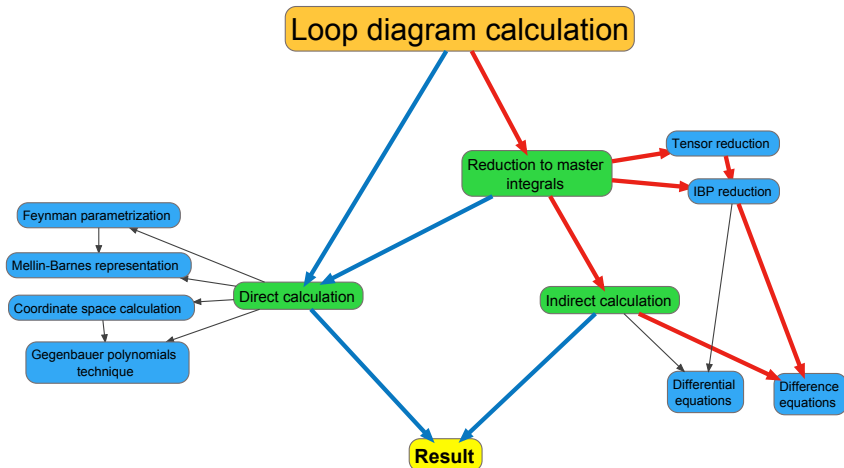 Loop diagram calculation
Tensor reduction
Reduction to master
integrals
IBP reduction
Feynman parametrization
Mellin-Barnes representation
Direct calculation
Indirect calculation
Coordinate space calculation
Gegenbauer polynomials
technique
Differential
equations
Difference
equations
Result